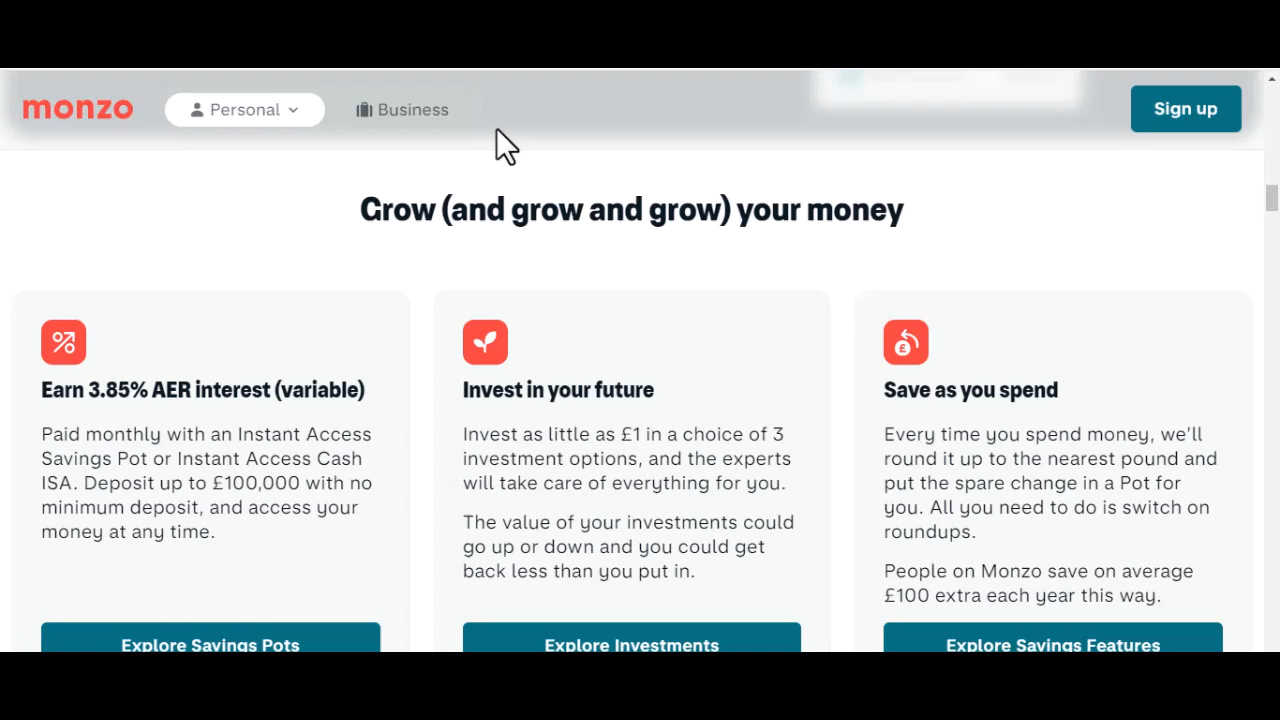 monzo Personal Business Sign up
Grow (and grow and grow) your money
Earn 3.85% AER interest (variable)
Paid monthly with an Instant Access
Savings Pot or Instant Access Cash
ISA. Deposit up to £100,000 with no
minimum deposit, and access your
money at any time.
Explore Savings Pots
Invest in your future
Invest as little as £1 in a choice of 3
investment options, and the experts
will take care of everything for you.
The value of your investments could
go up or down and you could get
back less than you put in.
Explore Investments
Save as you spend
Every time you spend money, we’ll
round it up to the nearest pound and
put the spare change in a Pot for
you. All you need to do is switch on
roundups.
People on Monzo save on average
£100 extra each year this way.
Explore Savings Features